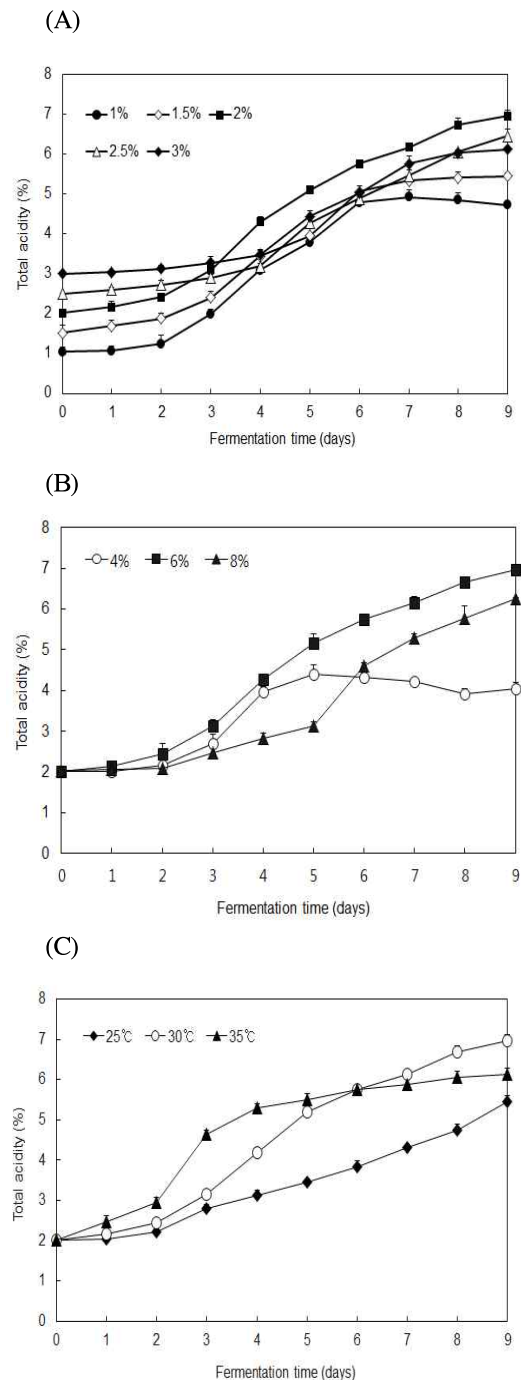 (A)
8
7
6
5
4
3
2
1
0
1% 1.5% 2%
2.5% 3%
Total acidity (%)
0 1 2 3 4 5 6 7 8 9
Fermentation time (days)
(B)
8
7
6
5
4
3
2
1
0
4% 6% 8%
Total acidity (%)
0 1 2 3 4 5 6 7 8 9
Fermentation time (days)
(C)
8
7
6
5
4
3
2
1
0
25℃ 30℃ 35℃
Total acidity (%)
0 1 2 3 4 5 6 7 8 9
Fermentation time (days)